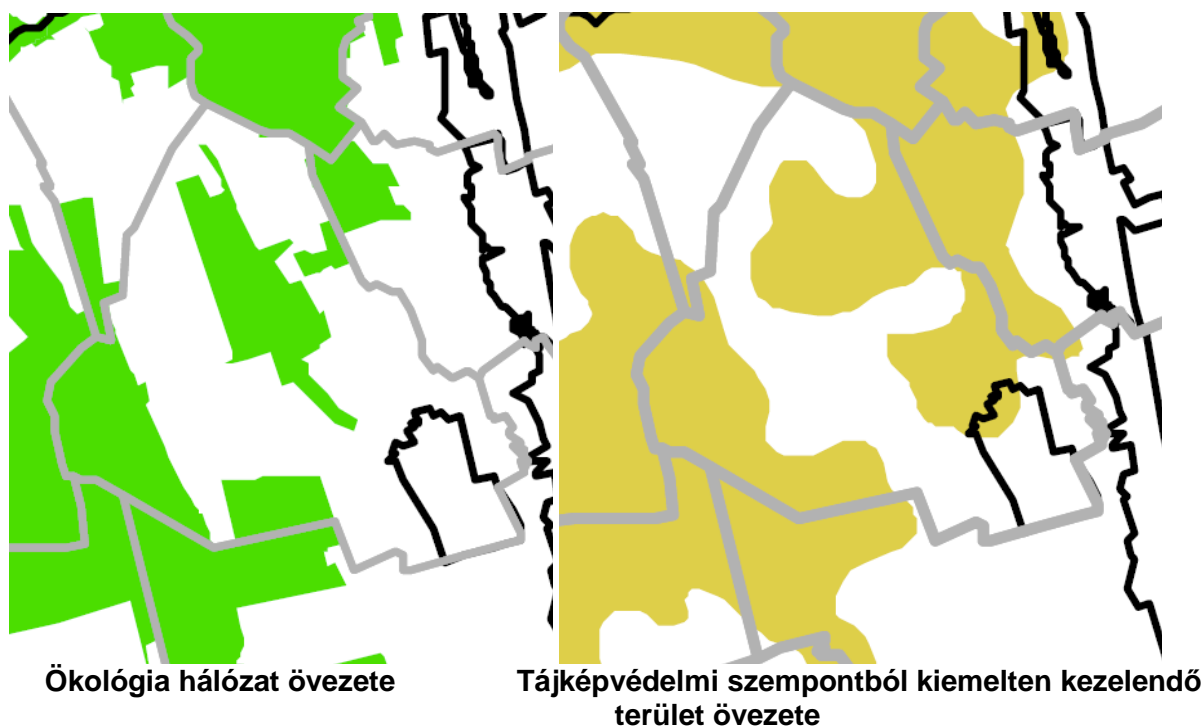 Ökológia hálózat övezete
Tájképvédelmi szempontból kiemelten kezelendő
terület övezete